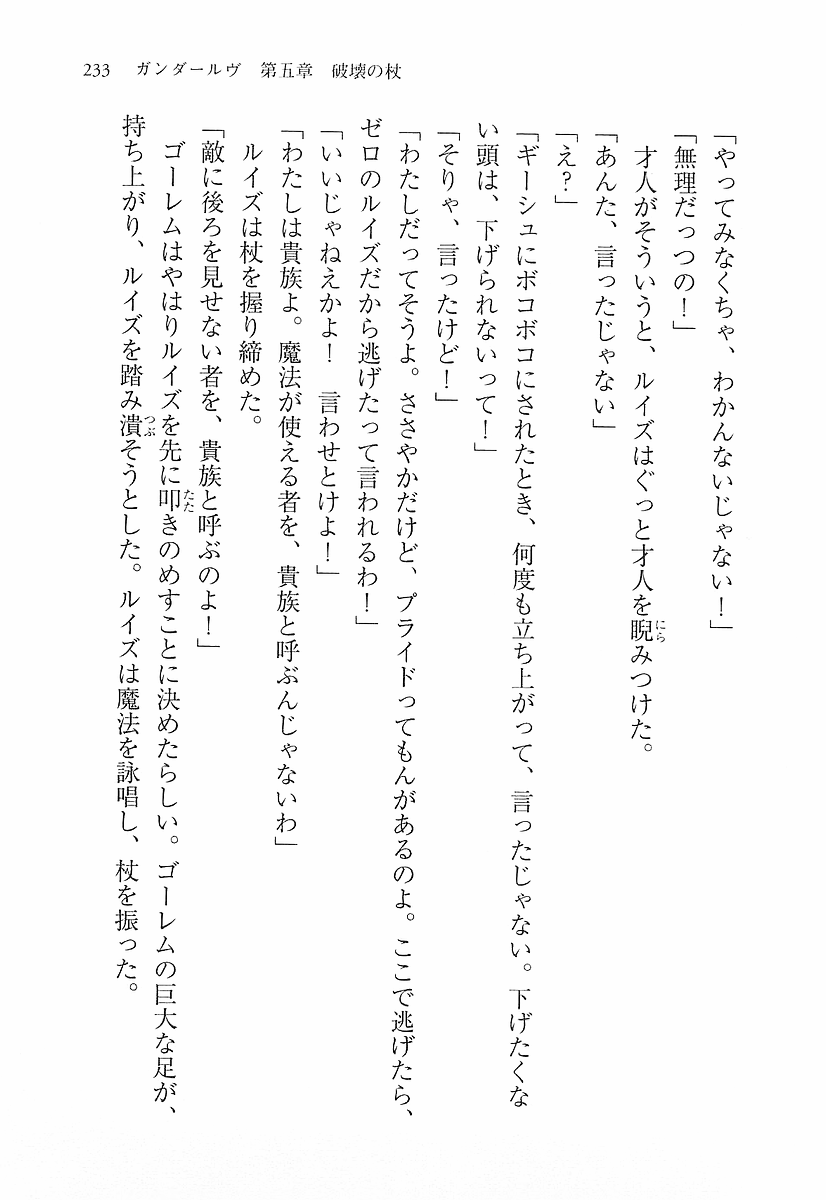 233　ガンダールヴ　第五章　破壊の杖
「やってみなくちゃ、わかんないじゃない！」
「無理だっつの！」
　才人がそういうと、ルイズはぐっと才人を睨みつけた。
「あんた、言ったじゃない」
「え？」
「ギーシュにボコボコにされたとき、何度も立ち上がって、言ったじゃない。下げたくな
い頭は、下げられないって！」
「そりゃ、言ったけど！」
「わたしだってそうよ。ささやかだけど、プライドってもんがあるのよ。ここで逃げたら、
ゼロのルイズだから逃げたって言われるわ！」
「いいじゃねえかよ！　言わせとけよ！」
「わたしは貴族よ。魔法が使える者を、貴族と呼ぶんじゃないわ」
　ルイズは杖を握り締めた。
「敵に後ろを見せない者を、貴族と呼ぶのよ！」
　ゴーレムはやはりルイズを先に叩きのめすことに決めたらしい。ゴーレムの巨大な足が、
持ち上がり、ルイズを踏み潰そうとした。ルイズは魔法を詠唱し、杖を振った。